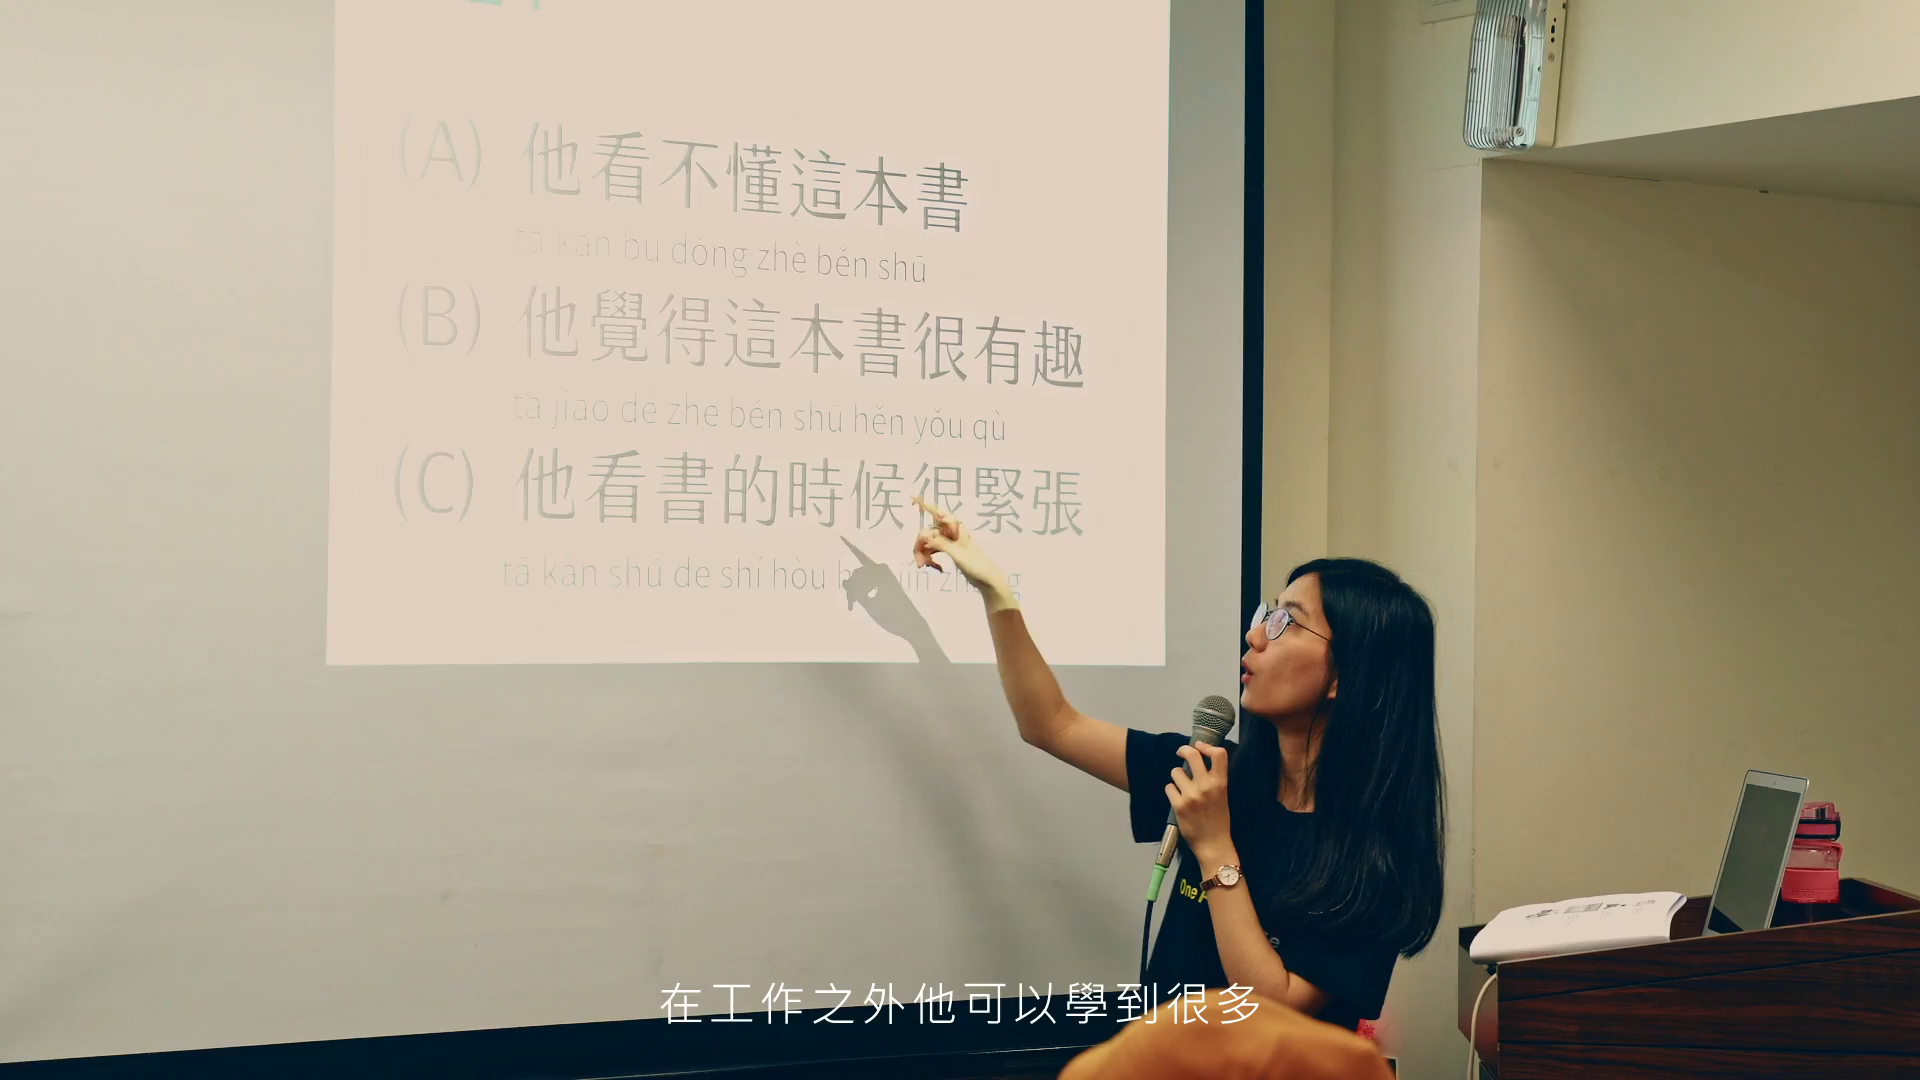 (A) 他看不懂這本書
tā kàn bù dǒng zhè běn shū
(B) 他覺得這本書很有趣
tā jiào de zhè běn shū hěn yǒu qù
(C) 他看書的時候很緊張
tā kàn shū de shí hòu jǐn
One
在工作之外他可以學到很多